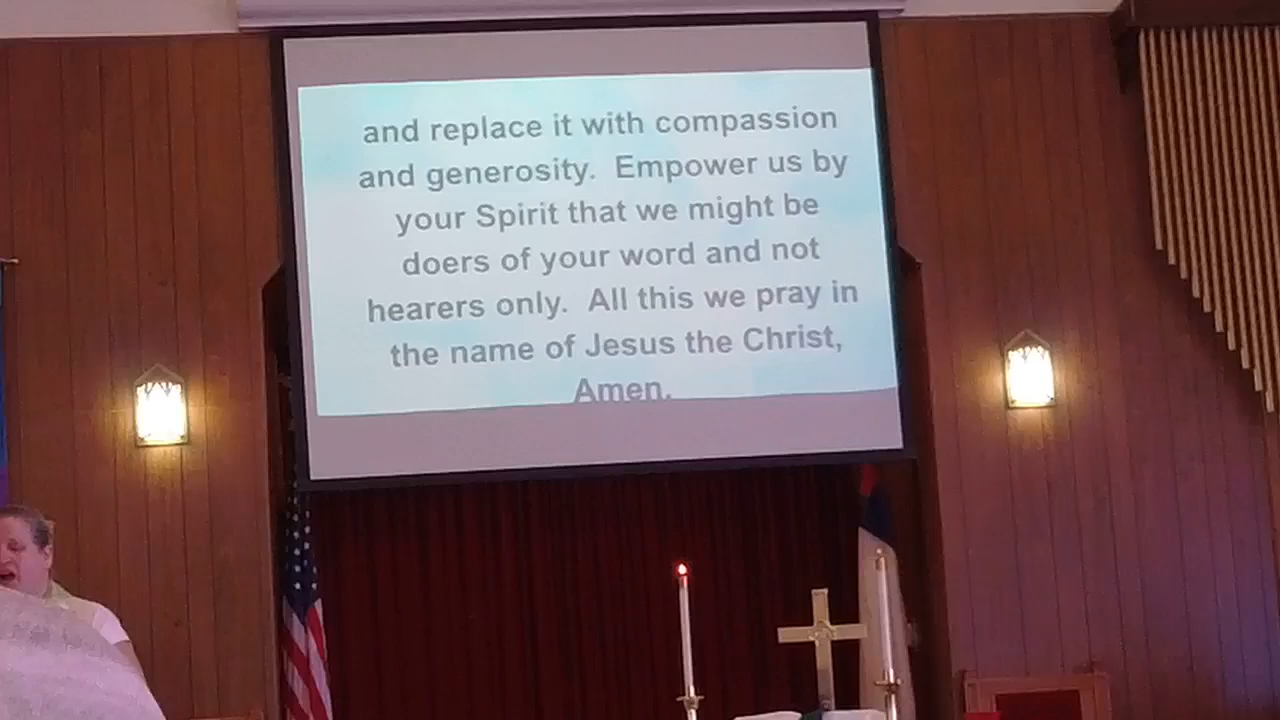 and replace it with compassion
and generosity.  Empower us by
your Spirit that we might be
doers of your word and not
hearers only.  All this we pray in
the name of Jesus the Christ,
Amen.